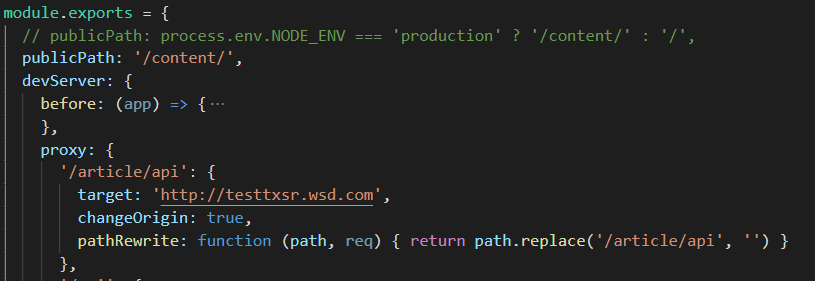 module.exports = {
// publicPath: process.env.NODE_ENV === 'production' ? '/content/' : '/',
publicPath: '/content/',
devServer: {
before: (app) => {…
},
proxy: {
'/article/api': {
target: 'http://testtxsr.wsd.com',
changeOrigin: true,
pathRewrite: function (path, req) { return path.replace('/article/api', '') }
},